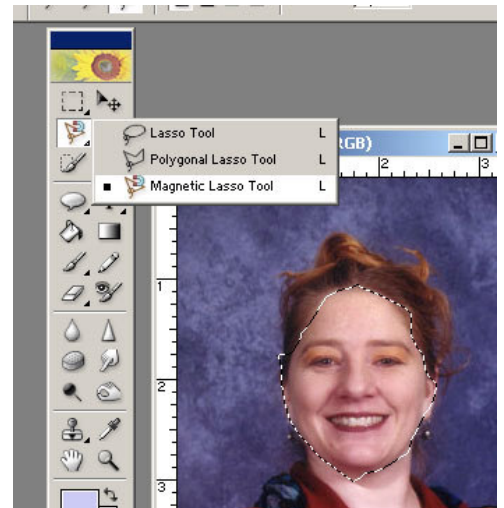 Lasso Tool L
Polygonal Lasso Tool L
Magnetic Lasso Tool L
RGB)
2 3
1
2
3